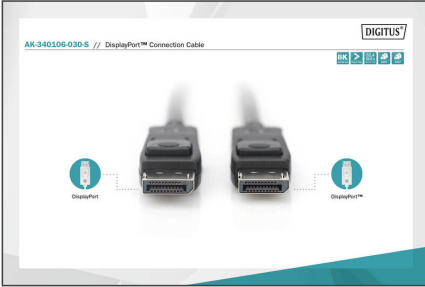 DIGITUS®
AK-340106-030-S // DisplayPort™ Connection Cable
8K
DisplayPort
DisplayPort™